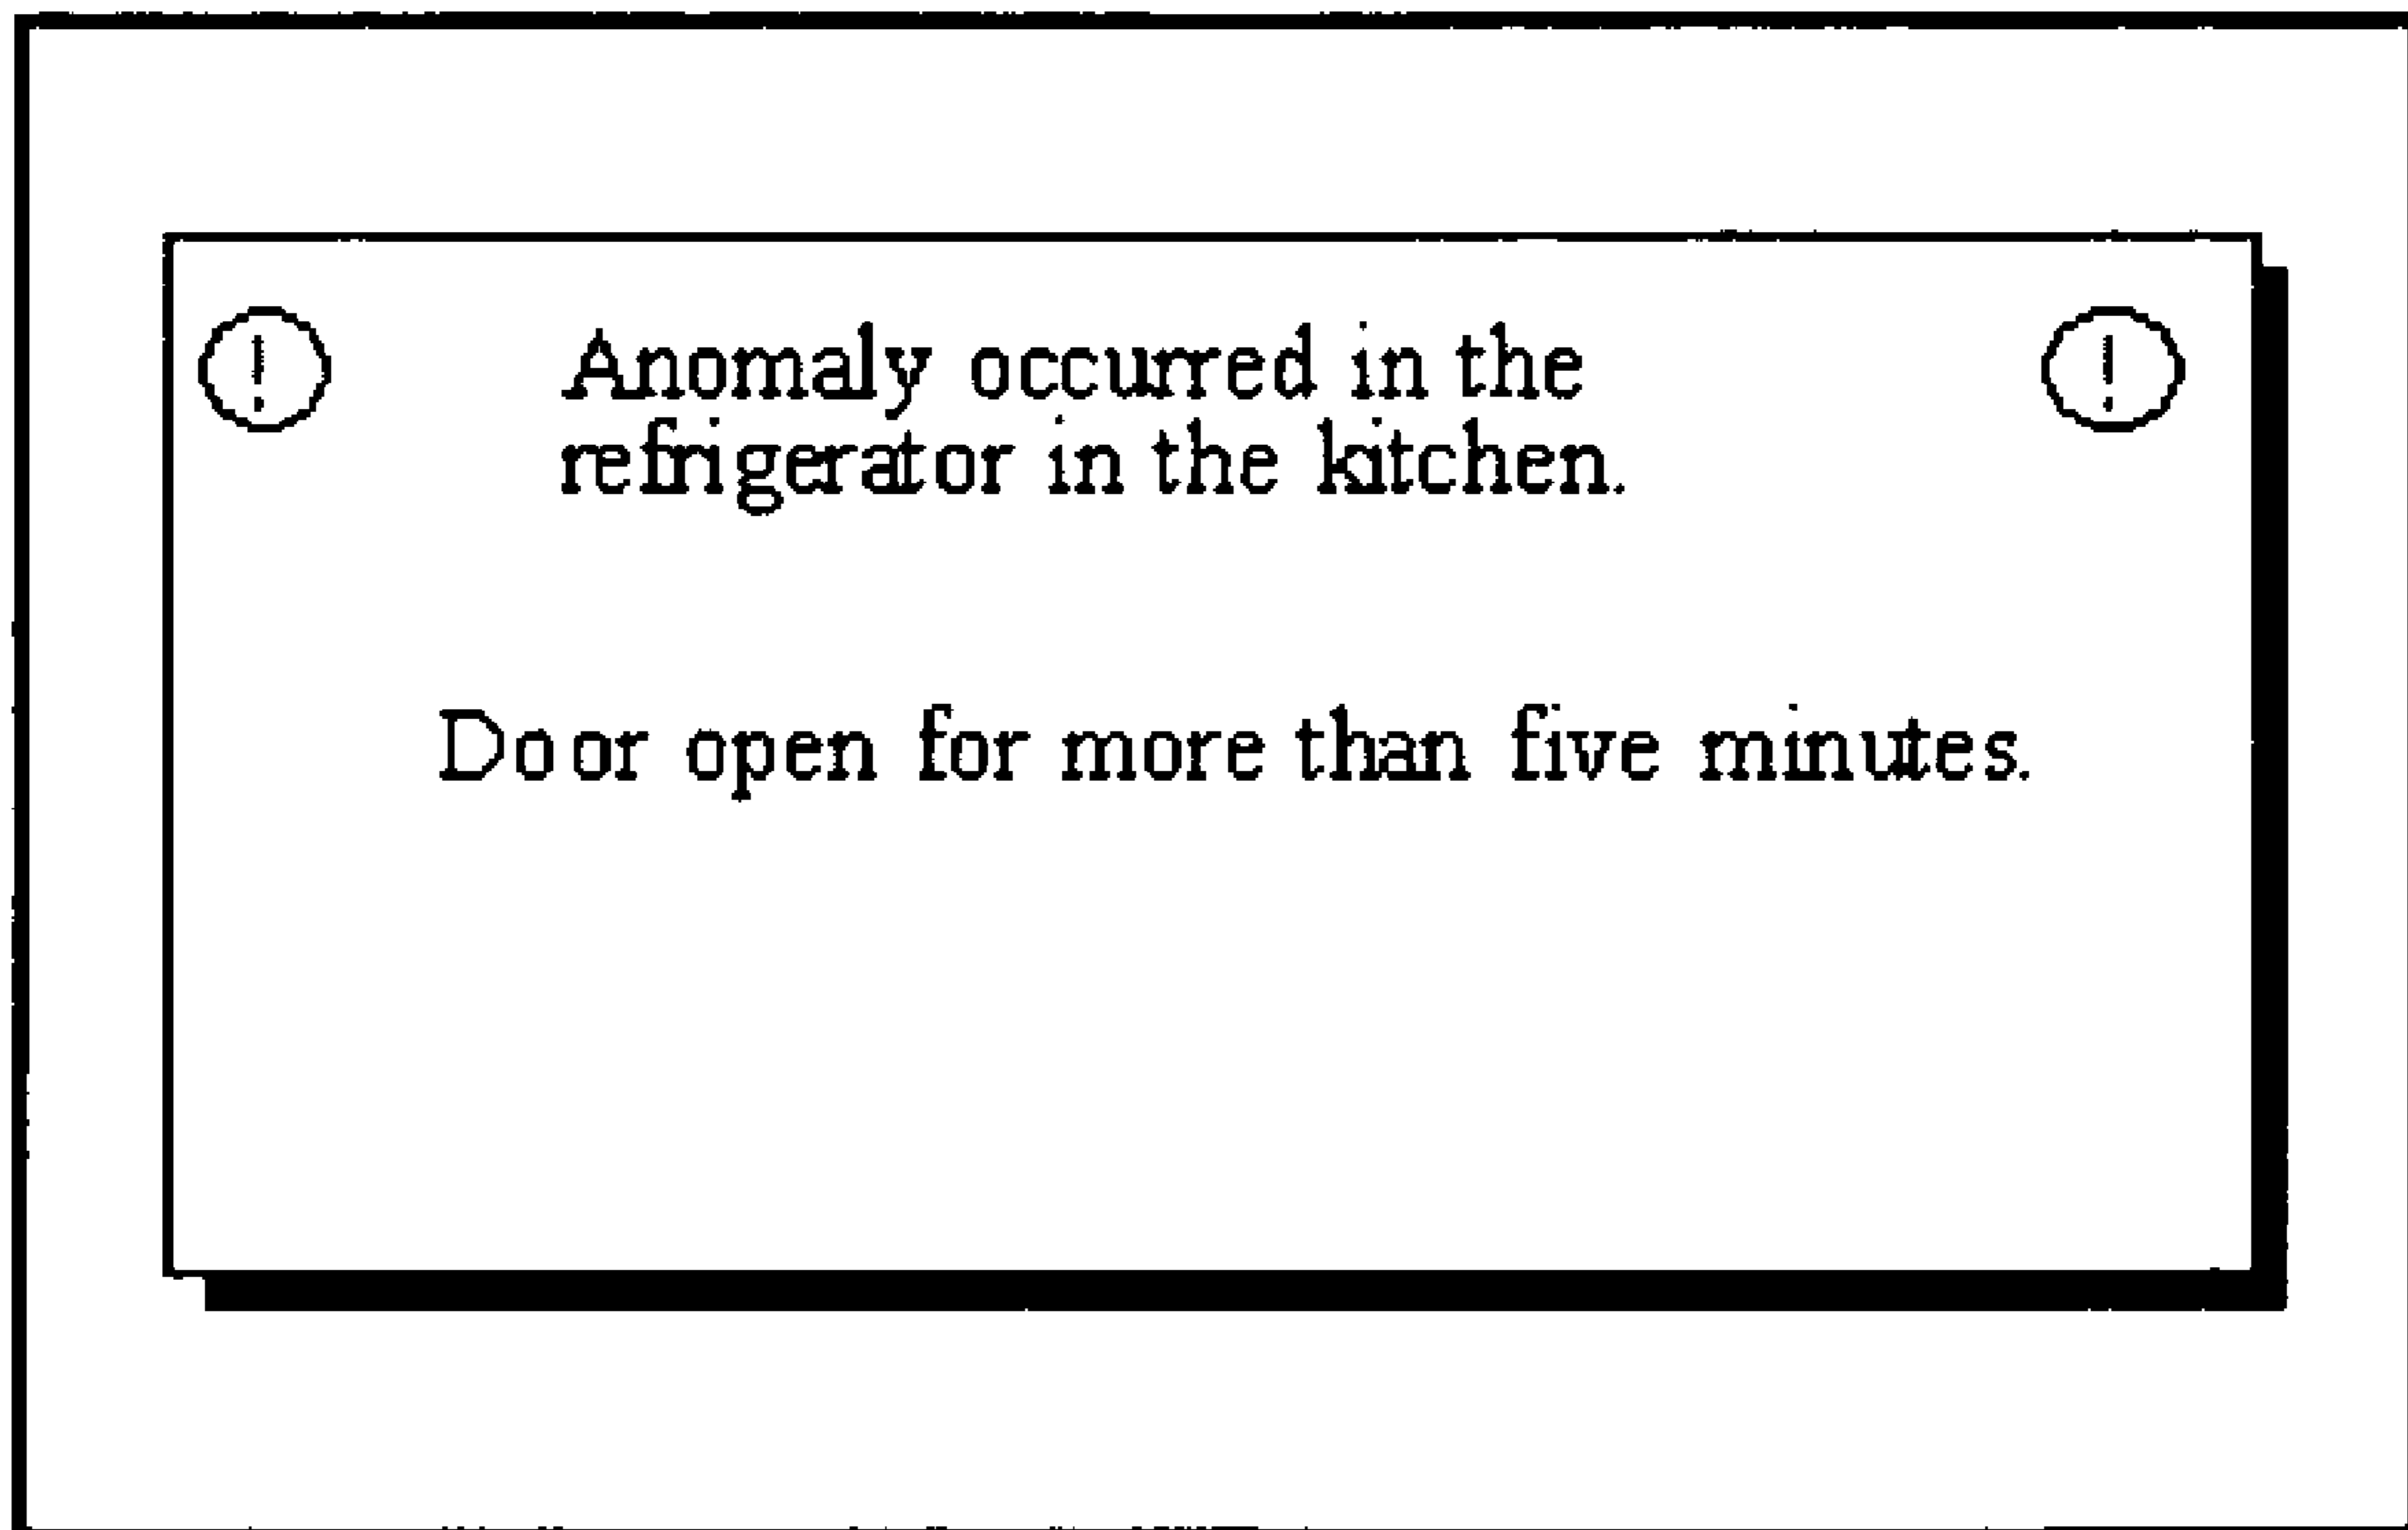 ! Anomaly occurred in the !
refrigerator in the kitchen.
Door open for more than five minutes.